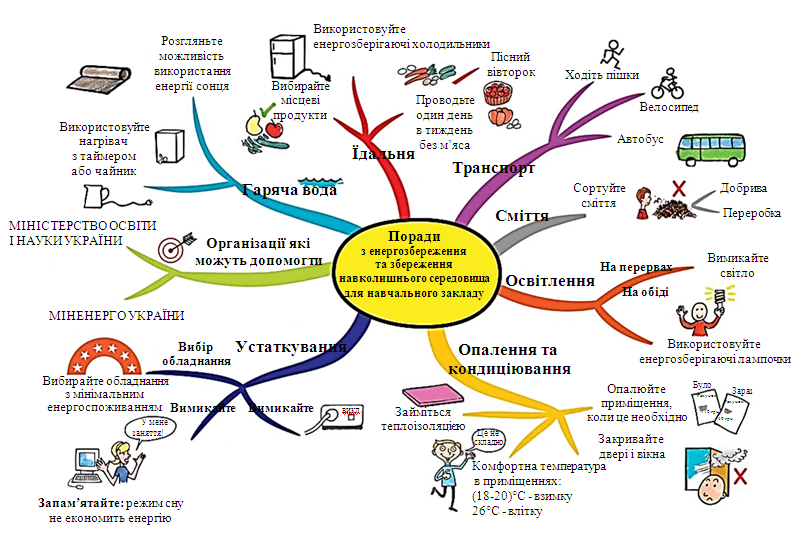 Поради
з енергозбереження
та збереження
навколишнього середовища
для навчального закладу
Їдальня
Використовуйте
енергозберігаючі холодильники
Вибирайте
місцеві
продукти
Пісний
вівторок
Проводьте
один день
в тиждень
без м’яса
Транспорт
Ходіть пішки
Велосипед
Автобус
Сміття
Сортуйте
сміття
Добрива
Переробка
Освітлення
На перервах
На обіді
Вимикайте
світло
Використовуйте
енергозберігаючі лампочки
Опалення та
кондиціювання
Опалюйте
приміщення,
коли це необхідно
Було
Зараз
Закривайте
двері і вікна
Займіться
теплоізоляцією
Це не
складно
Комфортна температура
в приміщеннях:
(18-20)°С - взимку
26°С - влітку
Устаткування
Вибір
обладнання
Вибирайте обладнання
з мінімальним
енергоспоживанням
Вимикайте
Вимикайте
викл
У мене
заняття!
Запам’ятайте: режим сну
не економить енергію
Організації які
можуть допомогти
МІНІСТЕРСТВО ОСВІТИ
І НАУКИ УКРАЇНИ
МІНЕНЕРГО УКРАЇНИ
Гаряча вода
Розгляньте
можливість
використання
енергії сонця
Використовуйте
нагрівач
з таймером
або чайник